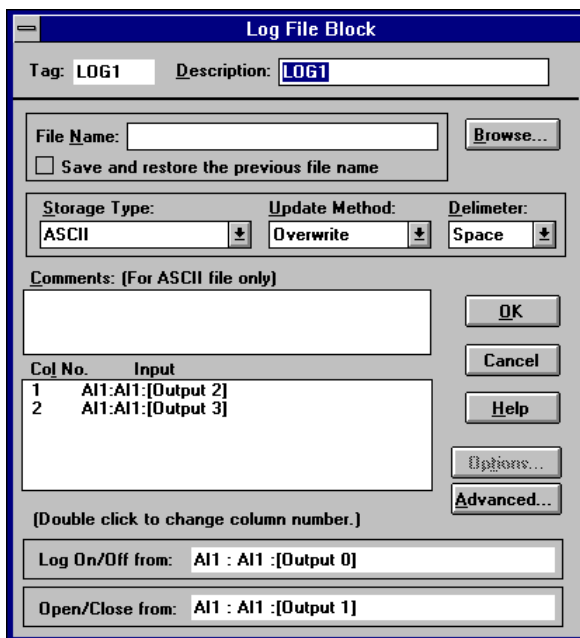 Log File Block
Tag: LOG1 Description: LOG1
File Name: Browse...
Save and restore the previous file name
Storage Type: Update Method: Delimeter:
ASCII Overwrite Space
Comments: (For ASCII file only)
OK
Cancel
Col No. Input
1 AI1:AI1:[Output 2]
2 AI1:AI1:[Output 3]
Help
Options...
Advanced...
(Double click to change column number.)
Log On/Off from: AI1 : AI1 :[Output 0]
Open/Close from: AI1 : AI1 :[Output 1]